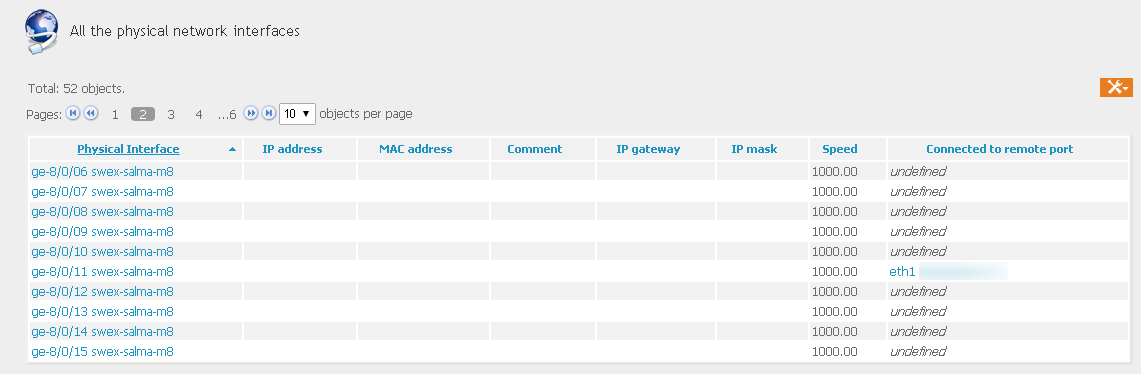 All the physical network interfaces
Total: 52 objects.
Pages: 1 2 3 4 ...6 10 objects per page
Physical Interface IP address MAC address Comment IP gateway IP mask Speed Connected to remote port
ge-8/0/06 swex-salma-m8 1000.00 undefined
ge-8/0/07 swex-salma-m8 1000.00 undefined
ge-8/0/08 swex-salma-m8 1000.00 undefined
ge-8/0/09 swex-salma-m8 1000.00 undefined
ge-8/0/10 swex-salma-m8 1000.00 undefined
ge-8/0/11 swex-salma-m8 1000.00 eth1
ge-8/0/12 swex-salma-m8 1000.00 undefined
ge-8/0/13 swex-salma-m8 1000.00 undefined
ge-8/0/14 swex-salma-m8 1000.00 undefined
ge-8/0/15 swex-salma-m8 1000.00 undefined